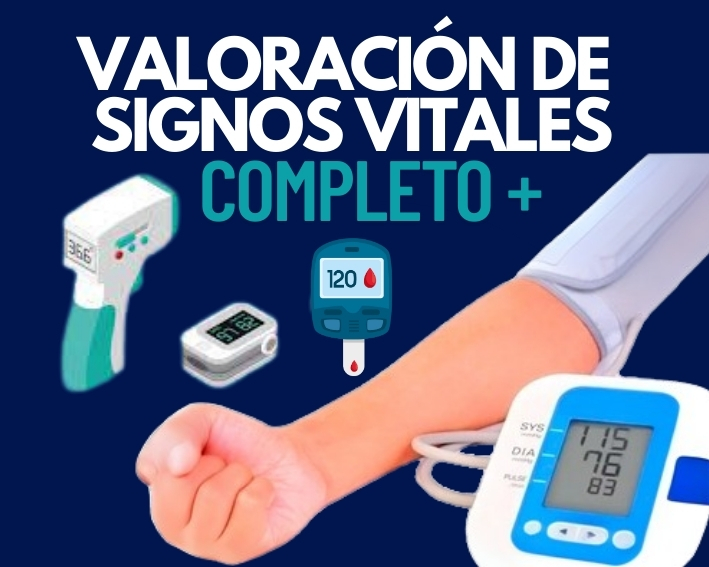 VALORACIÓN DE
SIGNOS VITALES
COMPLETO +
36.6°
120
97 82
SYS
115
DIA
76
PULSE
83